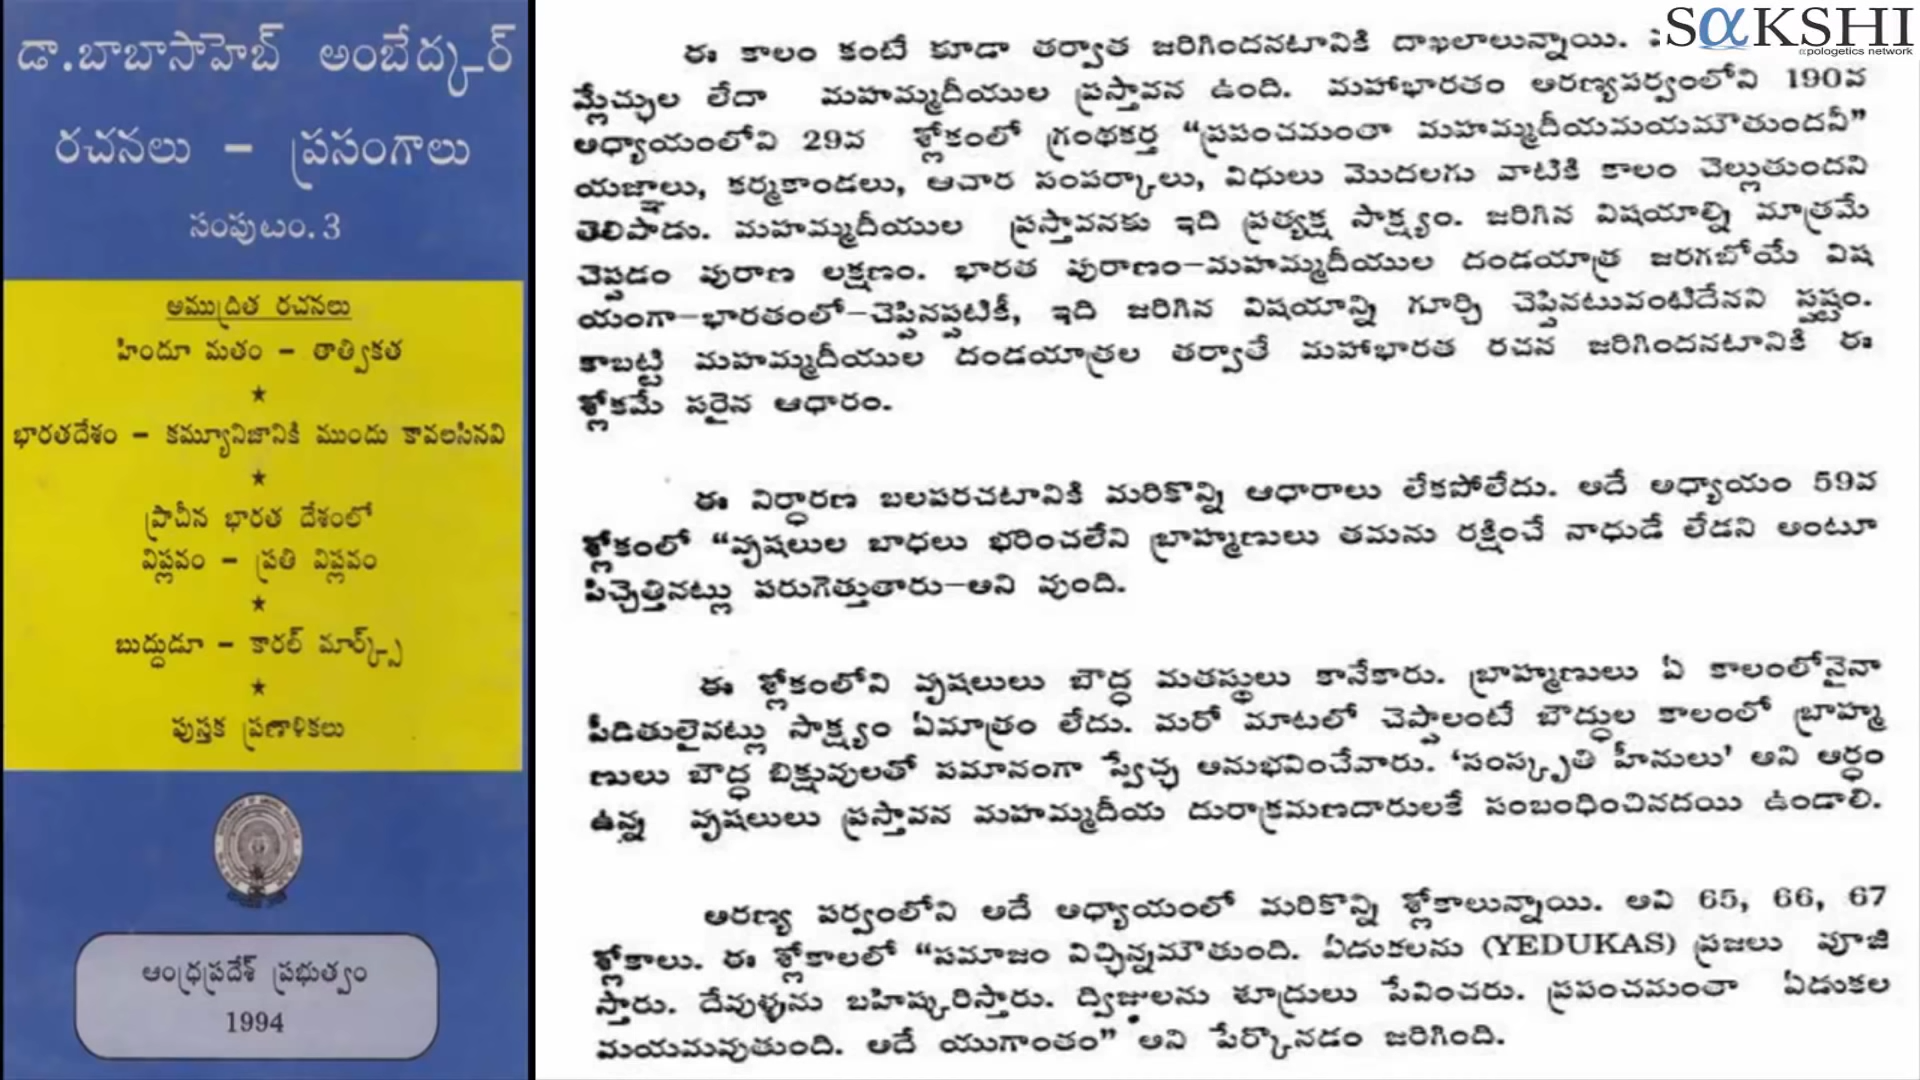 డా.బాబాసాహెబ్ అంబేద్కర్
రచనలు – ప్రసంగాలు
సంపుటం.3
అముద్రిత రచనలు
హిందూ మతం – తాత్వికత
★
భారతదేశం – కమ్యూనిజానికి ముందు కావలసినవి
★
ప్రాచీన భారత దేశంలో
విప్లవం – ప్రతి విప్లవం
★
బుద్ధుడూ – కారల్ మార్క్స్
★
పుస్తక ప్రణాళికలు
ఆంధ్రప్రదేశ్ ప్రభుత్వం
1994
SAKSHI
apologetics network
ఈ కాలం కంటే కూడా తర్వాత జరిగిందనటానికి దాఖలాలున్నాయి.
మ్లేచ్ఛుల లేదా మహమ్మదీయుల ప్రస్తావన ఉంది. మహాభారతం అరణ్యపర్వంలోని 190వ
అధ్యాయంలోని 29వ శ్లోకంలో గ్రంథకర్త “ప్రపంచమంతా మహమ్మదీయమయమౌతుందనీ”
యజ్ఞాలు, కర్మకాండలు, ఆచార సంపర్కాలు, విధులు మొదలగు వాటికి కాలం చెల్లుతుందని
తెలిపాడు. మహమ్మదీయుల ప్రస్తావనకు ఇది ప్రత్యక్ష సాక్ష్యం. జరిగిన విషయాల్ని మాత్రమే
చెప్పడం పురాణ లక్షణం. భారత పురాణం–మహమ్మదీయుల దండయాత్ర జరగబోయే విష
యంగా–భారతంలో–చెప్పినప్పటికీ, ఇది జరిగిన విషయాన్ని గూర్చి చెప్పినటువంటిదేనని స్పష్టం.
కాబట్టి మహమ్మదీయుల దండయాత్రల తర్వాతే మహాభారత రచన జరిగిందనటానికి ఈ
శ్లోకమే సరైన ఆధారం.
ఈ నిర్ధారణ బలపరచటానికి మరికొన్ని ఆధారాలు లేకపోలేదు. అదే అధ్యాయం 59వ
శ్లోకంలో “వృషలుల బాధలు భరించలేని బ్రాహ్మణులు తమను రక్షించే నాధుడే లేడని అంటూ
పిచ్చెత్తినట్లు పరుగెత్తుతారు–అని వుంది.
ఈ శ్లోకంలోని వృషలులు బౌద్ధ మతస్థులు కానేకారు. బ్రాహ్మణులు ఏ కాలంలోనైనా
పీడితులైనట్లు సాక్ష్యం ఏమాత్రం లేదు. మరో మాటలో చెప్పాలంటే బౌద్ధుల కాలంలో బ్రాహ్మ
ణులు బౌద్ధ బిక్షువులతో సమానంగా స్వేచ్ఛ అనుభవించేవారు. ‘సంస్కృతి హీనులు’ అని అర్ధం
ఉన్న వృషలులు ప్రస్తావన మహమ్మదీయ దురాక్రమణదారులకే సంబంధించినదయి ఉండాలి.
అరణ్య పర్వంలోని అదే అధ్యాయంలో మరికొన్ని శ్లోకాలున్నాయి. అవి 65, 66, 67
శ్లోకాలు. ఈ శ్లోకాలలో “సమాజం విచ్ఛిన్నమౌతుంది. ఏడుకలను (YEDUKAS) ప్రజలు పూజి
స్తారు. దేవుళ్ళను బహిష్కరిస్తారు. ద్విజులను శూద్రులు సేవించరు. ప్రపంచమంతా ఏడుకల
మయమవుతుంది. అదే యుగాంతం” అని పేర్కొనడం జరిగింది.